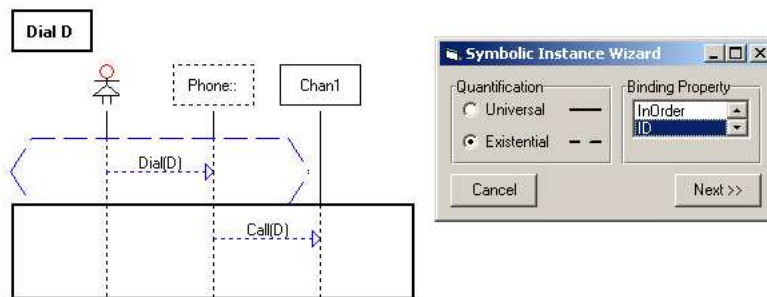 Dial D
Phone::
Chan1
Dial(D)
Call(D)
Symbolic Instance Wizard
Quantification
Universal
Existential
Binding Property
InOrder
ID
Cancel
Next >>